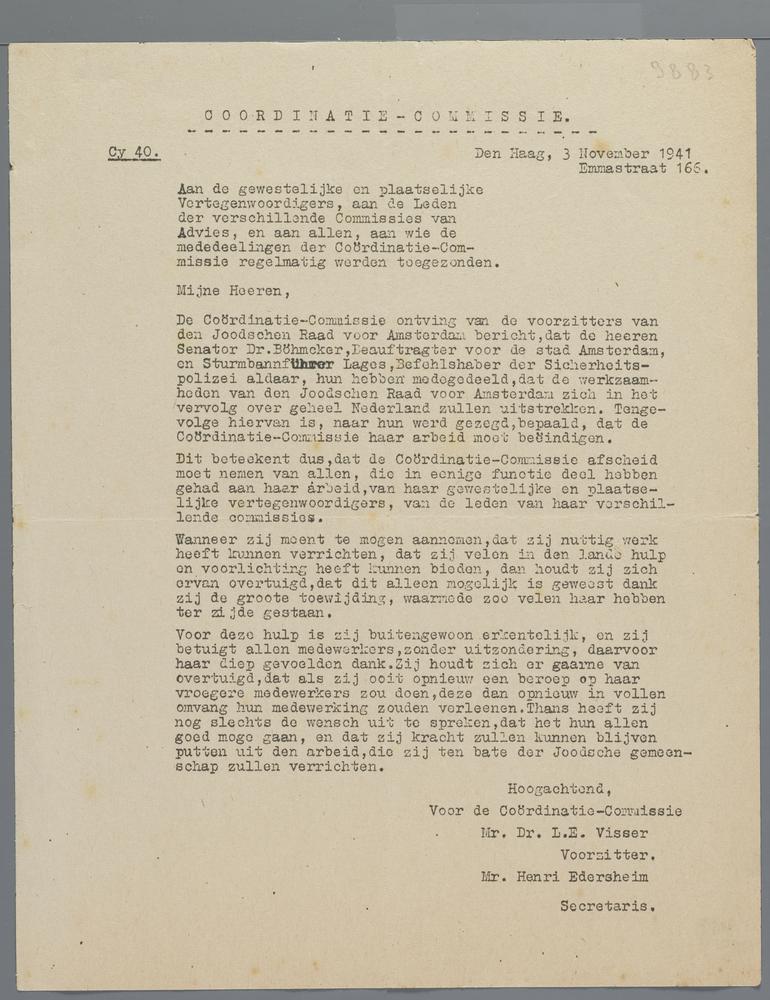 9883
COORDINATIE-COMMISSIE.
Cy 40.
Den Haag, 3 November 1941
Emmastraat 166.
Aan de gewestelijke en plaatselijke
Vertegenwoordigers, aan de Leden
der verschillende Commissies van
Advies, en aan allen, aan wie de
mededeelingen der Coördinatie-Com-
missie regelmatig werden toegezonden.
Mijne Heeren,
De Coördinatie-Commissie ontving van de voorzitters van
den Joodschen Raad voor Amsterdam bericht,dat de heeren
Senator Dr.Böhmcker,Beauftragter voor de stad Amsterdam,
en Sturmbannführer Lages,Befehlshaber der Sicherheits-
polizei aldaar, hun hebben medegedeeld,dat de werkzaam-
heden van den Joodschen Raad voor Amsterdam zich in het
vervolg over geheel Nederland zullen uitstrekken. Tenge-
volge hiervan is, naar hun werd gezegd,bepaald, dat de
Coördinatie-Commissie haar arbeid moet beëindigen.
Dit beteekent dus,dat de Coördinatie-Commissie afscheid
moet nemen van allen, die in eenige functie deel hebben
gehad aan haar árbeid,van haar gewestelijke en plaatse-
lijke vertegenwoordigers, van de leden van haar verschil-
lende commissies.
Wanneer zij meent te mogen aannemen,dat zij nuttig werk
heeft kunnen verrichten, dat zij velen in den lande hulp
en voorlichting heeft kunnen bieden, dan houdt zij zich
ervan overtuigd,dat dit alleen mogelijk is geweest dank
zij de groote toewijding, waarmede zoo velen haar hebben
ter zijde gestaan.
Voor deze hulp is zij buitengewoon erkentelijk, en zij
betuigt allen medewerkers,zonder uitzondering, daarvoor
haar diep gevoelden dank.Zij houdt zich er gaarne van
overtuigd,dat als zij ooit opnieuw een beroep op haar
vroegere medewerkers zou doen,deze dan opnieuw in vollen
omvang hun medewerking zouden verleenen.Thans heeft zij
nog slechts de wensch uit te spreken,dat het hun allen
goed moge gaan, en dat zij kracht zullen kunnen blijven
putten uit den arbeid,die zij ten bate der Joodsche gemeen-
schap zullen verrichten.
Hoogachtend,
Voor de Coördinatie-Commissie
Mr. Dr. L.E. Visser
Voorzitter.
Mr. Henri Edersheim
Secretaris.